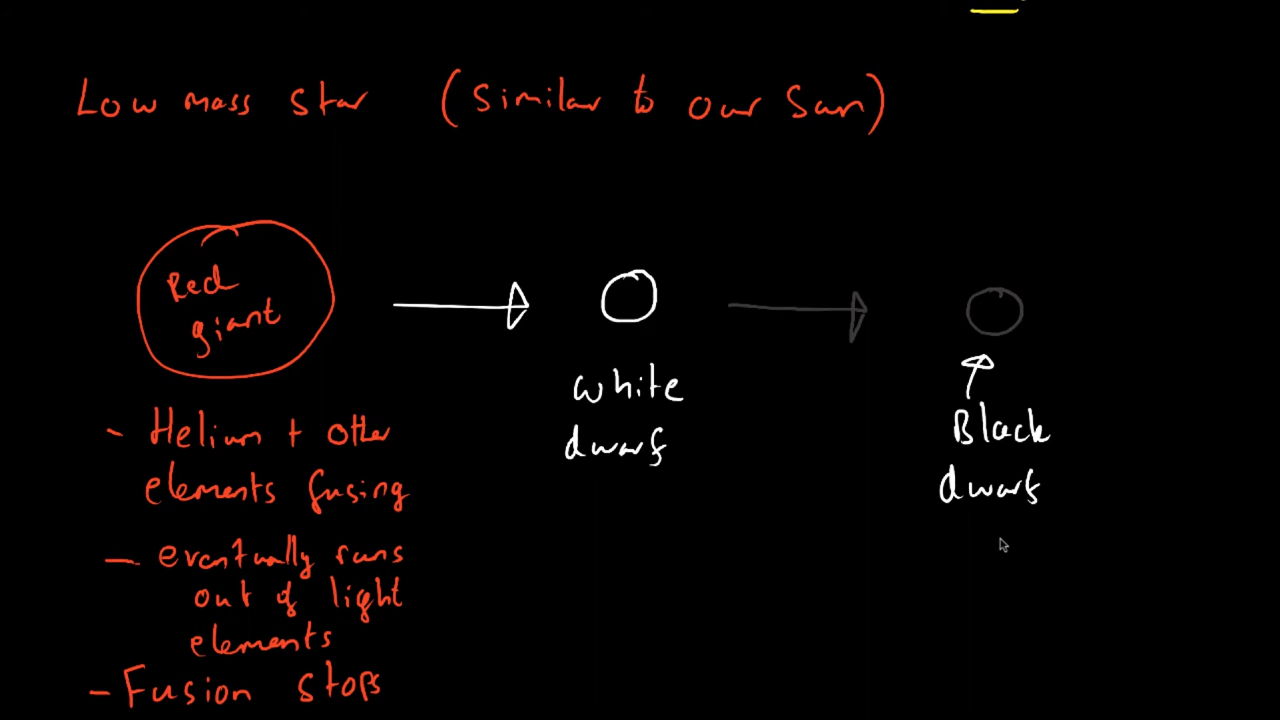 Low mass star (similar to our Sun)
Red
giant
white
dwarf
Black
dwarf
- Helium + other
elements fusing
- eventually runs
out of light
elements
- Fusion stops